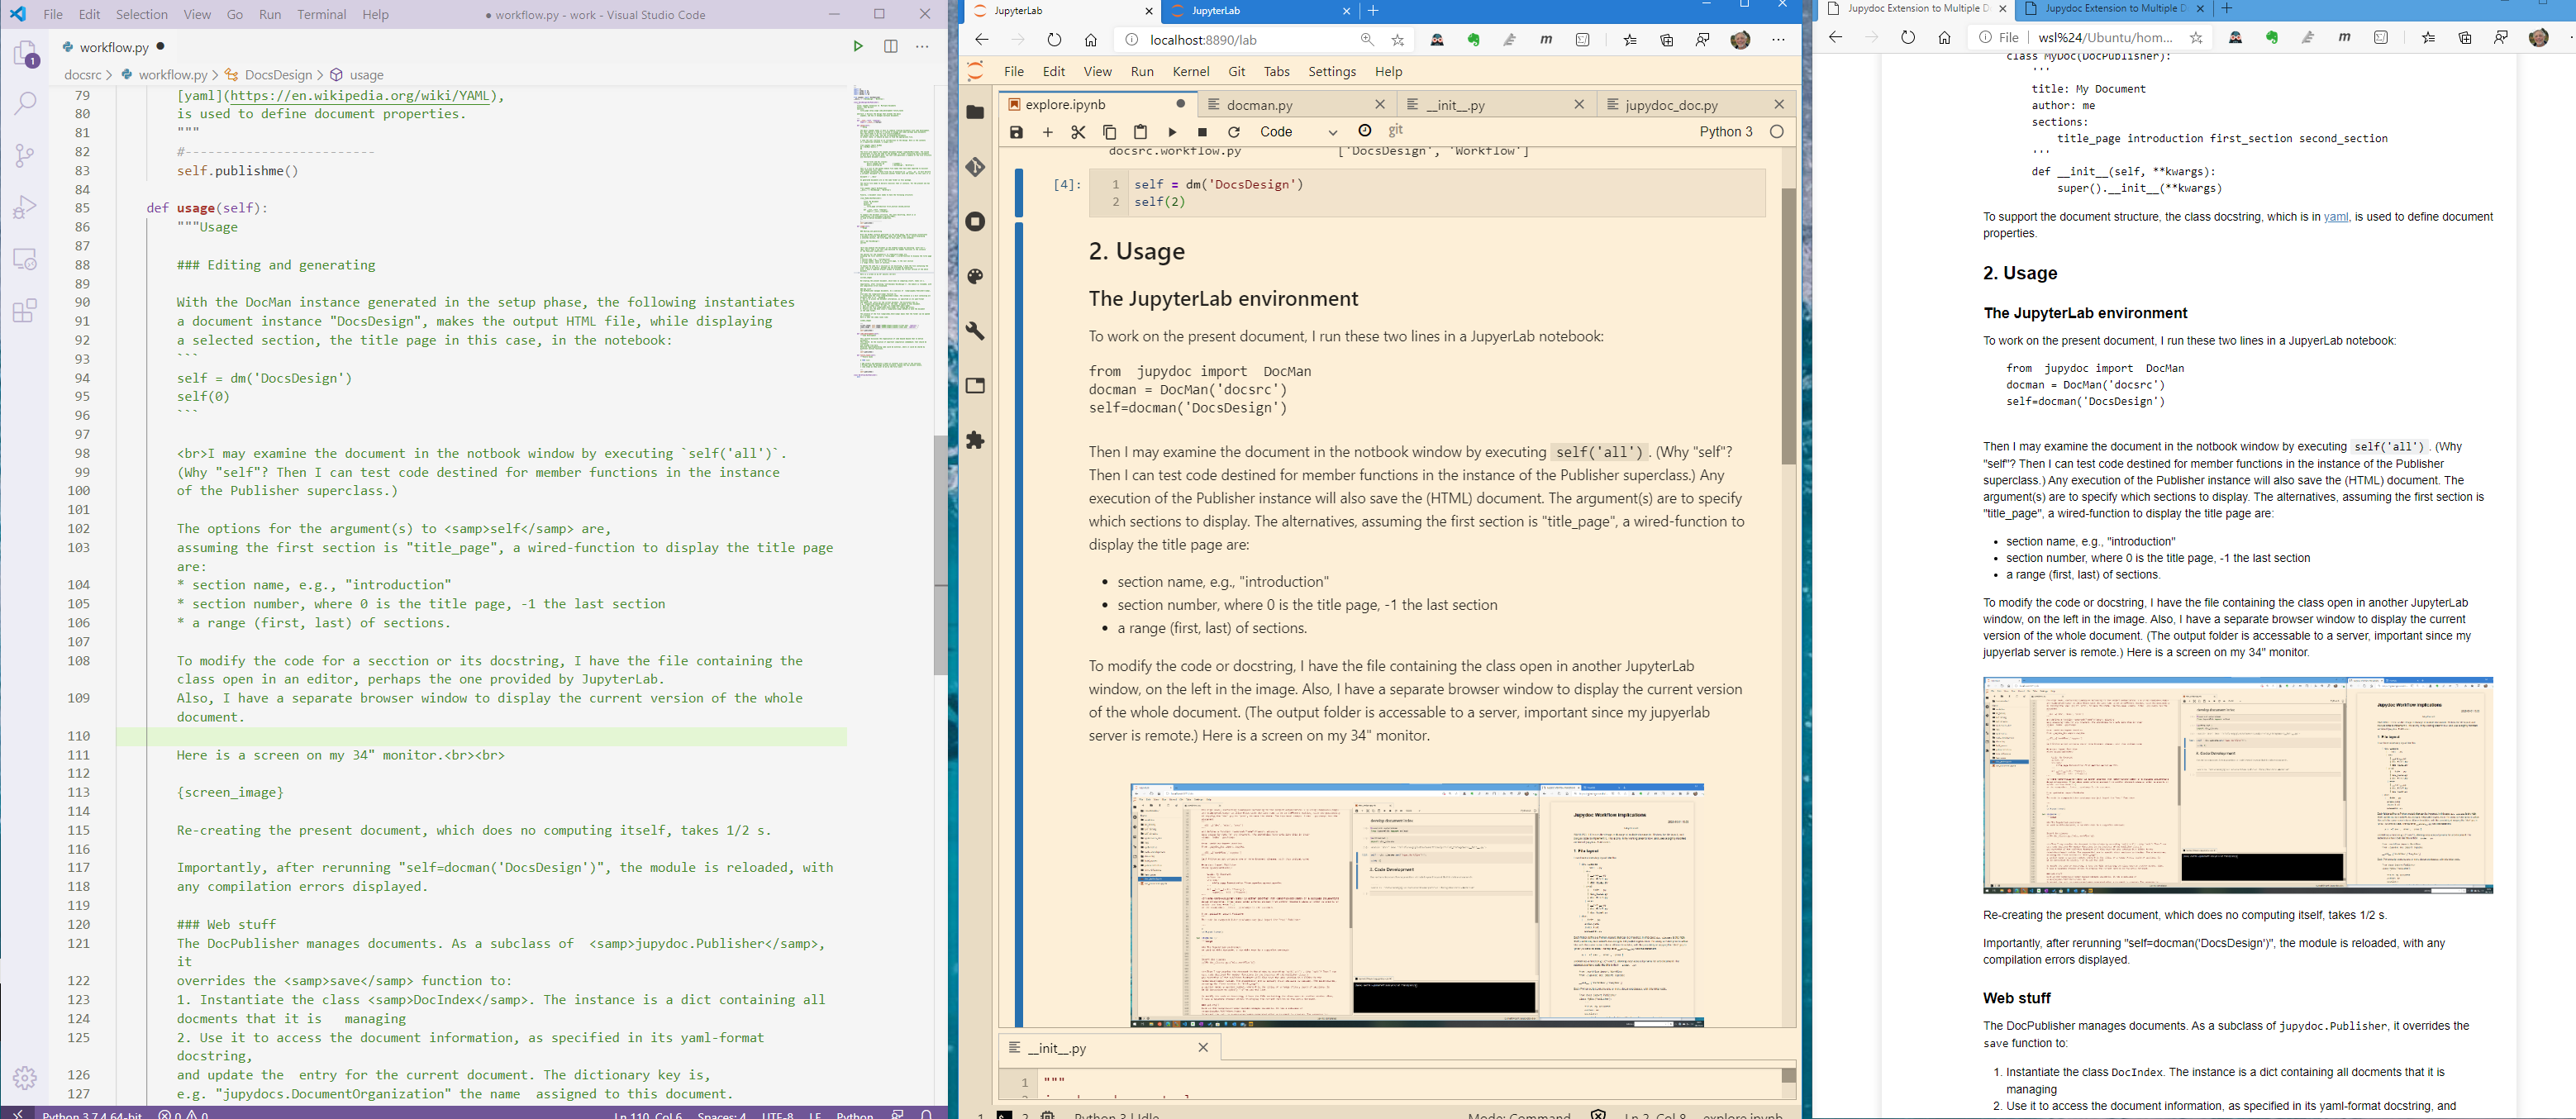 File Edit Selection View Go Run Terminal Help
● workflow.py - work - Visual Studio Code
workflow.py ●
docsrc > workflow.py > DocsDesign > usage
79 [yaml](https://en.wikipedia.org/wiki/YAML),
80 is used to define document properties.
81 """
82 #-------------------------
83 self.publishme()
84
85 def usage(self):
86 """Usage
87
88 ### Editing and generating
89
90 With the DocMan instance generated in the setup phase, the following instantiates
91 a document instance "DocsDesign", makes the output HTML file, while displaying
92 a selected section, the title page in this case, in the notebook:
93 ```
94 self = dm('DocsDesign')
95 self(0)
96 ```
97
98 <br>I may examine the document in the notbook window by executing `self('all')`.
99 (Why "self"? Then I can test code destined for member functions in the instance
100 of the Publisher superclass.)
101
102 The options for the argument(s) to <samp>self</samp> are,
103 assuming the first section is "title_page", a wired-function to display the title page
are:
104 * section name, e.g., "introduction"
105 * section number, where 0 is the title page, -1 the last section
106 * a range (first, last) of sections.
107
108 To modify the code for a secction or its docstring, I have the file containing the
class open in an editor, perhaps the one provided by JupyterLab.
109 Also, I have a separate browser window to display the current version of the whole
document.
110
111 Here is a screen on my 34" monitor.<br><br>
112
113 {screen_image}
114
115 Re-creating the present document, which does no computing itself, takes 1/2 s.
116
117 Importantly, after rerunning "self=docman('DocsDesign')", the module is reloaded, with
118 any compilation errors displayed.
119
120 ### Web stuff
121 The DocPublisher manages documents. As a subclass of <samp>jupydoc.Publisher</samp>,
it
122 overrides the <samp>save</samp> function to:
123 1. Instantiate the class <samp>DocIndex</samp>. The instance is a dict containing all
124 docments that it is managing
125 2. Use it to access the document information, as specified in its yaml-format
docstring,
126 and update the entry for the current document. The dictionary key is,
127 e.g. "jupydocs.DocumentOrganization" the name assigned to this document.
Python 3.7.4 64-bit 0 0 Ln 110, Col 6 Spaces: 4 UTF-8 LF Python
JupyterLab
JupyterLab
localhost:8890/lab
File Edit View Run Kernel Git Tabs Settings Help
explore.ipynb ● docman.py __init__.py jupydoc_doc.py
Code git Python 3
docsrc.workflow.py ['DocsDesign', 'Workflow']
[4]: 1 self = dm('DocsDesign')
2 self(2)
2. Usage
The JupyterLab environment
To work on the present document, I run these two lines in a JupyerLab notebook:
from jupydoc import DocMan
docman = DocMan('docsrc')
self=docman('DocsDesign')
Then I may examine the document in the notbook window by executing self('all') . (Why "self"?
Then I can test code destined for member functions in the instance of the Publisher superclass.) Any
execution of the Publisher instance will also save the (HTML) document. The argument(s) are to specify
which sections to display. The alternatives, assuming the first section is "title_page", a wired-function to
display the title page are:
• section name, e.g., "introduction"
• section number, where 0 is the title page, -1 the last section
• a range (first, last) of sections.
To modify the code or docstring, I have the file containing the class open in another JupyterLab
window, on the left in the image. Also, I have a separate browser window to display the current version
of the whole document. (The output folder is accessable to a server, important since my jupyerlab
server is remote.) Here is a screen on my 34" monitor.
__init__.py
1 """
Python 3 | Idle Mode: Command Ln 2, Col 8 explore.ipynb
Jupydoc Extension to Multiple D
Jupydoc Extension to Multiple D
File wsl%24/Ubuntu/hom...
class MyDoc(DocPublisher):
'''
title: My Document
author: me
sections:
title_page introduction first_section second_section
'''
def __init__(self, **kwargs):
super().__init__(**kwargs)
To support the document structure, the class docstring, which is in yaml, is used to define document
properties.
2. Usage
The JupyterLab environment
To work on the present document, I run these two lines in a JupyerLab notebook:
from jupydoc import DocMan
docman = DocMan('docsrc')
self=docman('DocsDesign')
Then I may examine the document in the notbook window by executing self('all') . (Why
"self"? Then I can test code destined for member functions in the instance of the Publisher
superclass.) Any execution of the Publisher instance will also save the (HTML) document. The
argument(s) are to specify which sections to display. The alternatives, assuming the first section is
"title_page", a wired-function to display the title page are:
• section name, e.g., "introduction"
• section number, where 0 is the title page, -1 the last section
• a range (first, last) of sections.
To modify the code or docstring, I have the file containing the class open in another JupyterLab
window, on the left in the image. Also, I have a separate browser window to display the current
version of the whole document. (The output folder is accessable to a server, important since my
jupyerlab server is remote.) Here is a screen on my 34" monitor.
Jupydoc Workflow Implications
Re-creating the present document, which does no computing itself, takes 1/2 s.
Importantly, after rerunning "self=docman('DocsDesign')", the module is reloaded, with any
compilation errors displayed.
Web stuff
The DocPublisher manages documents. As a subclass of jupydoc.Publisher, it overrides the
save function to:
1. Instantiate the class DocIndex. The instance is a dict containing all docments that it is
managing
2. Use it to access the document information, as specified in its yaml-format docstring, and